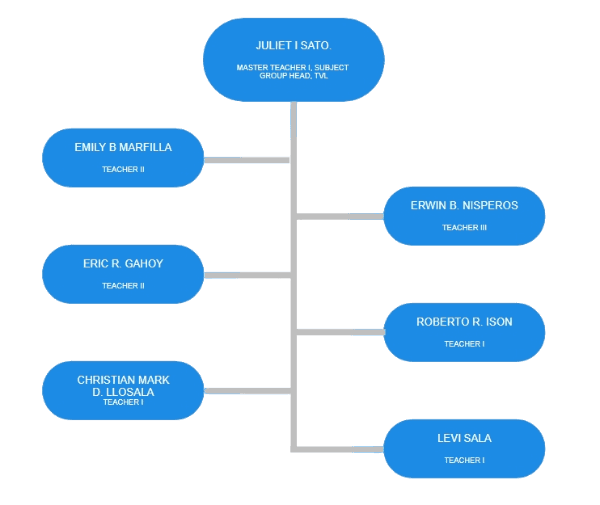 JULIET I SATO.
MASTER TEACHER I, SUBJECT
GROUP HEAD, TVL
EMILY B MARFILLA
TEACHER II
ERWIN B. NISPEROS
TEACHER III
ERIC R. GAHOY
TEACHER II
ROBERTO R. ISON
TEACHER I
CHRISTIAN MARK
D. LLOSALA
TEACHER I
LEVI SALA
TEACHER I